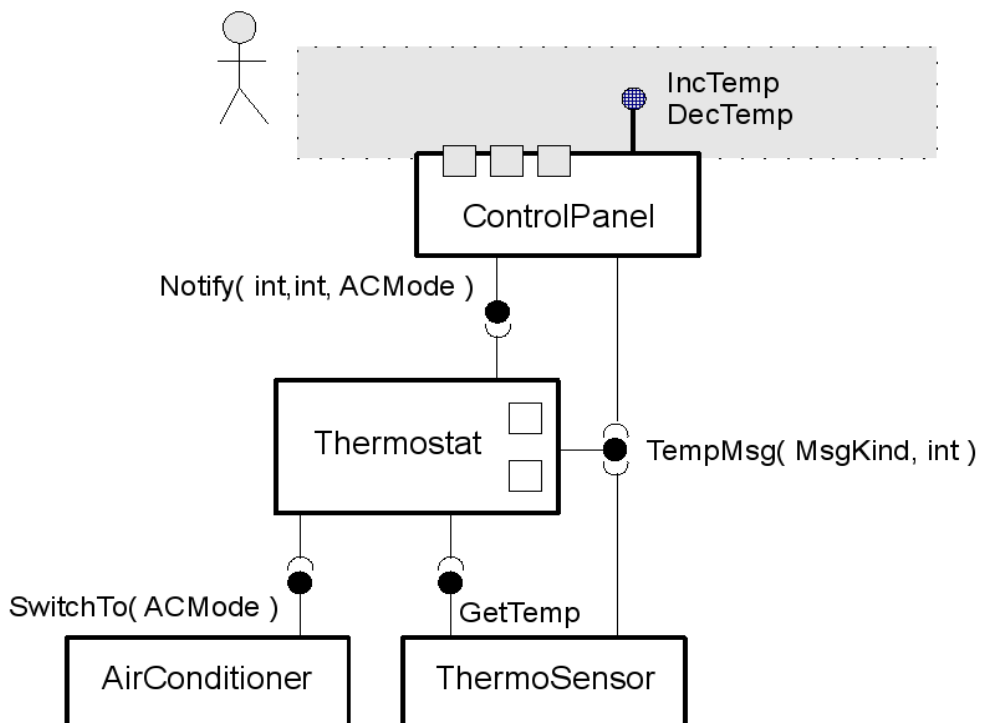 IncTemp
DecTemp
ControlPanel
Notify( int,int, ACMode )
Thermostat
TempMsg( MsgKind, int )
SwitchTo( ACMode )
GetTemp
AirConditioner
ThermoSensor